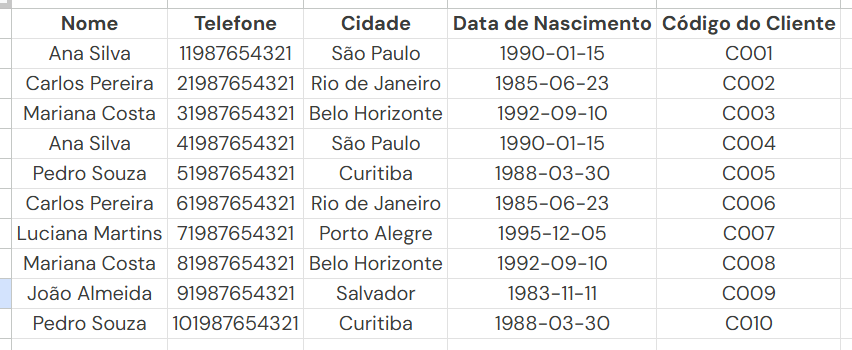 Nome Telefone Cidade Data de Nascimento Código do Cliente
Ana Silva 11987654321 São Paulo 1990-01-15 C001
Carlos Pereira 21987654321 Rio de Janeiro 1985-06-23 C002
Mariana Costa 31987654321 Belo Horizonte 1992-09-10 C003
Ana Silva 41987654321 São Paulo 1990-01-15 C004
Pedro Souza 51987654321 Curitiba 1988-03-30 C005
Carlos Pereira 61987654321 Rio de Janeiro 1985-06-23 C006
Luciana Martins 71987654321 Porto Alegre 1995-12-05 C007
Mariana Costa 81987654321 Belo Horizonte 1992-09-10 C008
João Almeida 91987654321 Salvador 1983-11-11 C009
Pedro Souza 101987654321 Curitiba 1988-03-30 C010